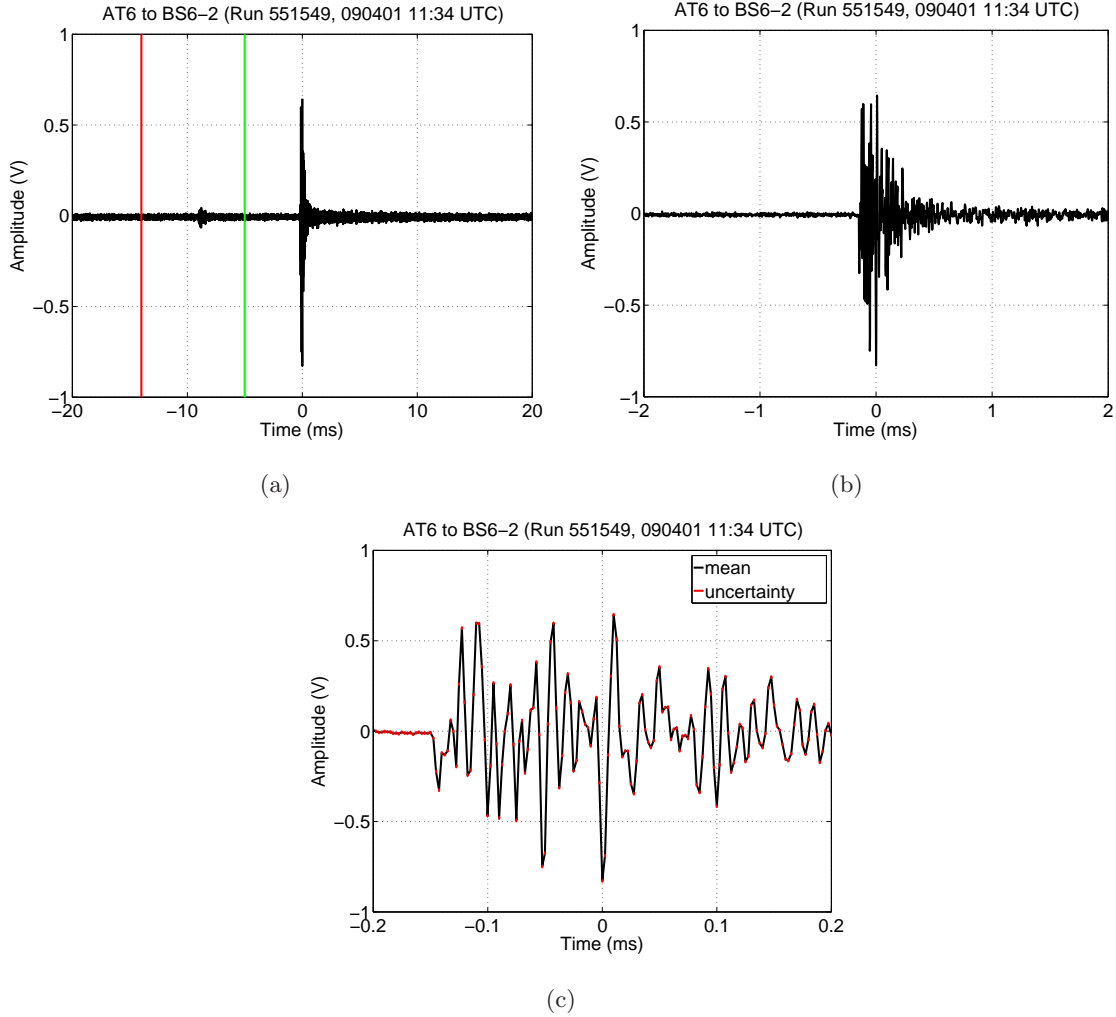 AT6 to BS6−2 (Run 551549, 090401 11:34 UTC)
1
0.5
0
−0.5
−1
Amplitude (V)
−20
−10
0
10
20
Time (ms)
(a)
AT6 to BS6−2 (Run 551549, 090401 11:34 UTC)
1
0.5
0
−0.5
−1
Amplitude (V)
−2
−1
0
1
2
Time (ms)
(b)
AT6 to BS6−2 (Run 551549, 090401 11:34 UTC)
1
0.5
0
−0.5
−1
Amplitude (V)
mean
uncertainty
−0.2
−0.1
0
0.1
0.2
Time (ms)
(c)